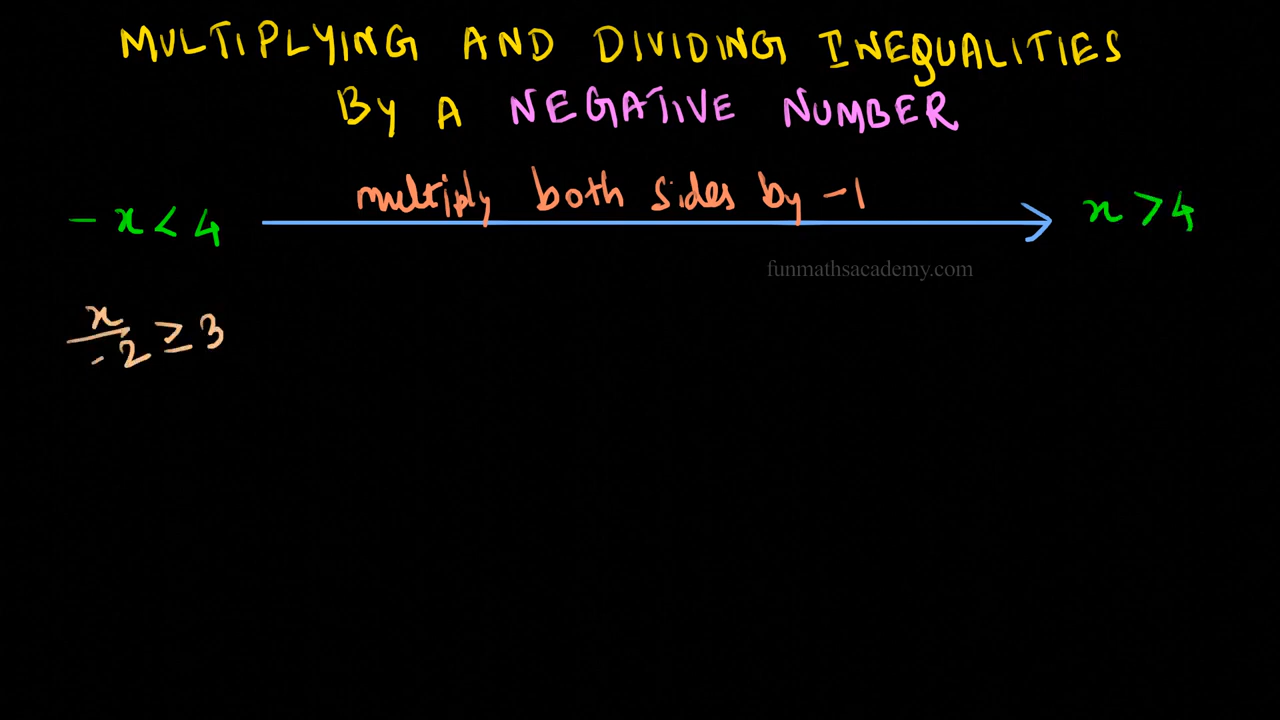 MULTIPLYING AND DIVIDING INEQUALITIES
BY A NEGATIVE NUMBER
multiply both sides by -1
-x < 4
x > 4
funmathsacademy.com
x/-2 ≥ 3